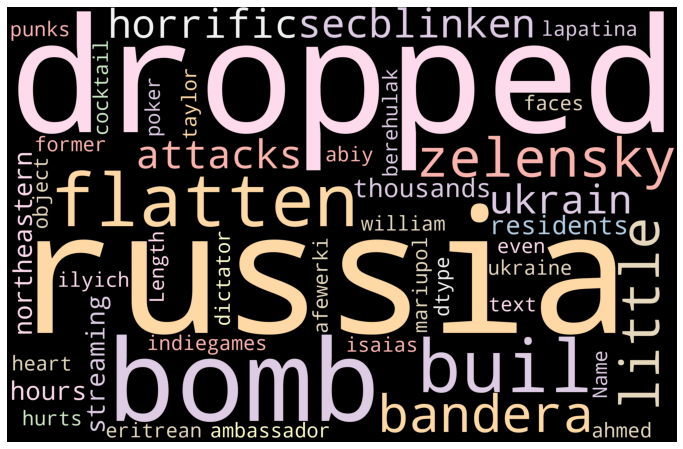 punks
horrific
secblinken
lapatina
dropped
cocktail
poker
taylor
berehulak
faces
former
attacks
abiy
zelensky
northeastern
object
flatten
thousands
ukrain
william
residents
russia
even
ilyich
Length
dictator
afewerki
mariupol
dtype
ukraine
little
streaming
text
indiegames
isaias
heart
bomb
buil
Name
hours
bandera
hurts
eritrean
ambassador
ahmed